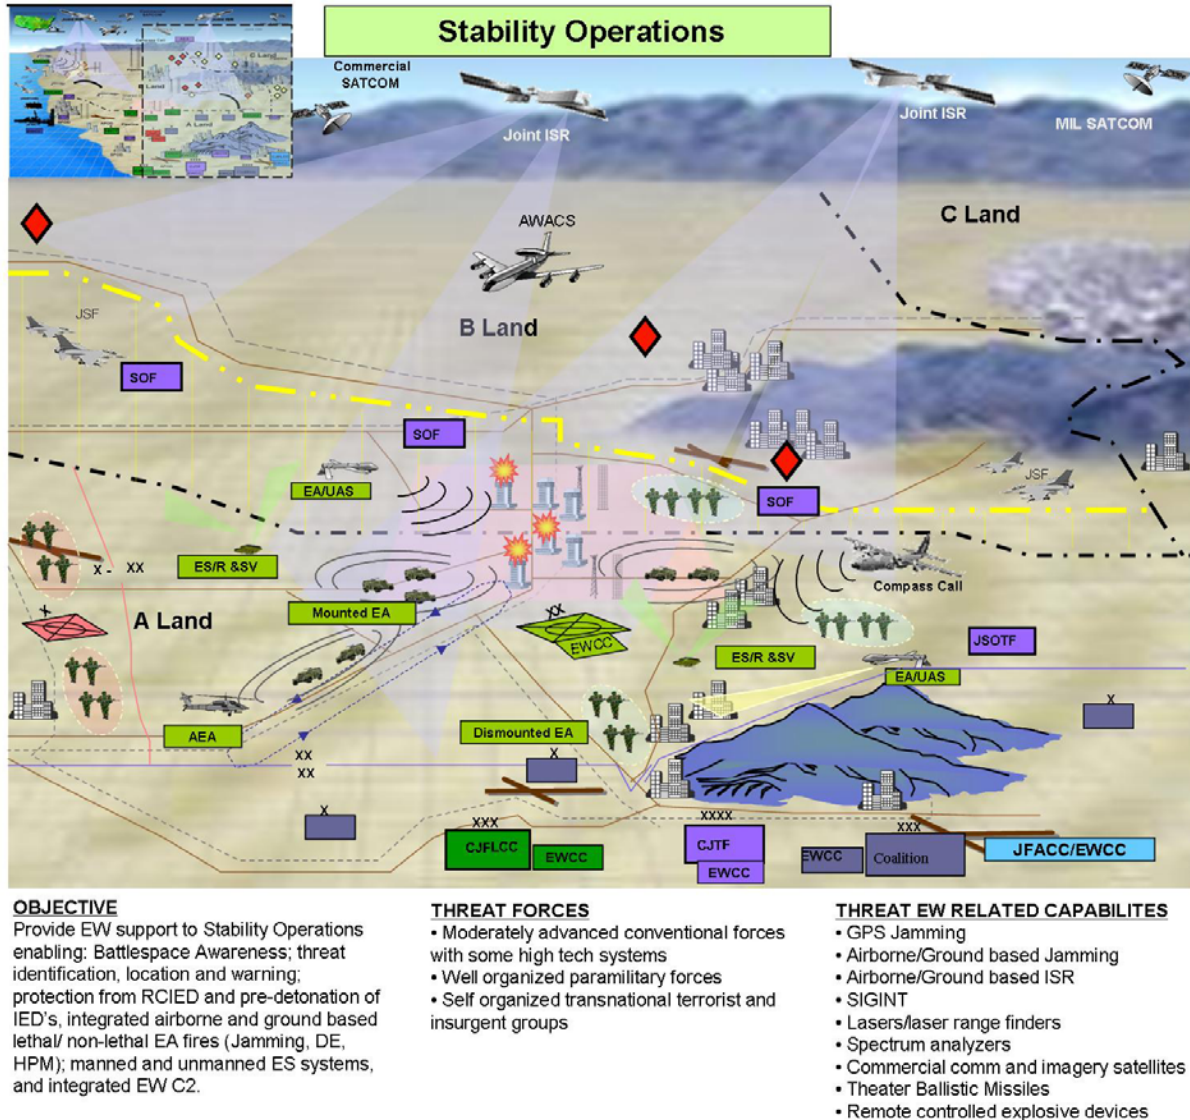 Stability Operations
Commercial
SATCOM
Joint ISR
Joint ISR
MIL SATCOM
C Land
AWACS
JSF
B Land
SOF
SOF
EA/UAS
SOF
JSF
X - XX
ES/R &SV
Compass Call
X
A Land
Mounted EA
XX
EWCC
ES/R &SV
JSOTF
EA/UAS
AEA
Dismounted EA
X
XX
XX
X
X
XXX
XXXX
XXX
CJFLCC
EWCC
CJTF
EWCC
EWCC
Coalition
JFACC/EWCC
OBJECTIVE
Provide EW support to Stability Operations
enabling: Battlespace Awareness; threat
identification, location and warning;
protection from RCIED and pre-detonation of
IED's, integrated airborne and ground based
lethal/ non-lethal EA fires (Jamming, DE,
HPM); manned and unmanned ES systems,
and integrated EW C2.
THREAT FORCES
• Moderately advanced conventional forces
with some high tech systems
• Well organized paramilitary forces
• Self organized transnational terrorist and
insurgent groups
THREAT EW RELATED CAPABILITES
• GPS Jamming
• Airborne/Ground based Jamming
• Airborne/Ground based ISR
• SIGINT
• Lasers/laser range finders
• Spectrum analyzers
• Commercial comm and imagery satellites
• Theater Ballistic Missiles
• Remote controlled explosive devices